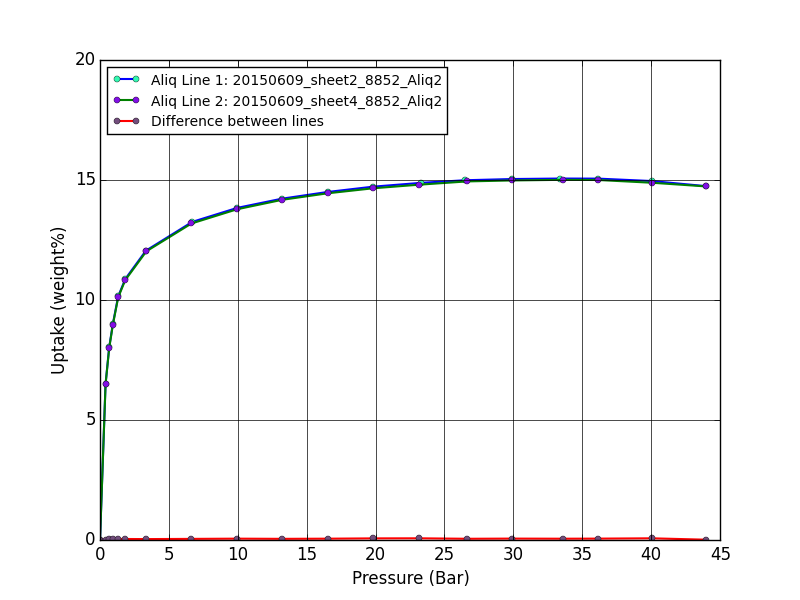 20
Aliq Line 1: 20150609_sheet2_8852_Aliq2
Aliq Line 2: 20150609_sheet4_8852_Aliq2
Difference between lines
15
10
5
0
Uptake (weight%)
0 5 10 15 20 25 30 35 40 45
Pressure (Bar)